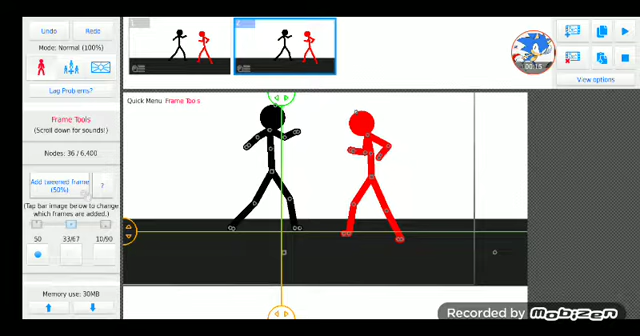 Undo
Redo
Mode: Normal (100%)
Lag Problems?
Frame Tools
(Scroll down for sounds!)
Nodes: 36 / 6,400
Add tweened frame
(50%)
?
(Tap bar image below to change
which frames are added.)
50
33/67
10/90
Memory use: 30MB
Quick Menu
Frame Tools
00:15
View options
Recorded by mobizen